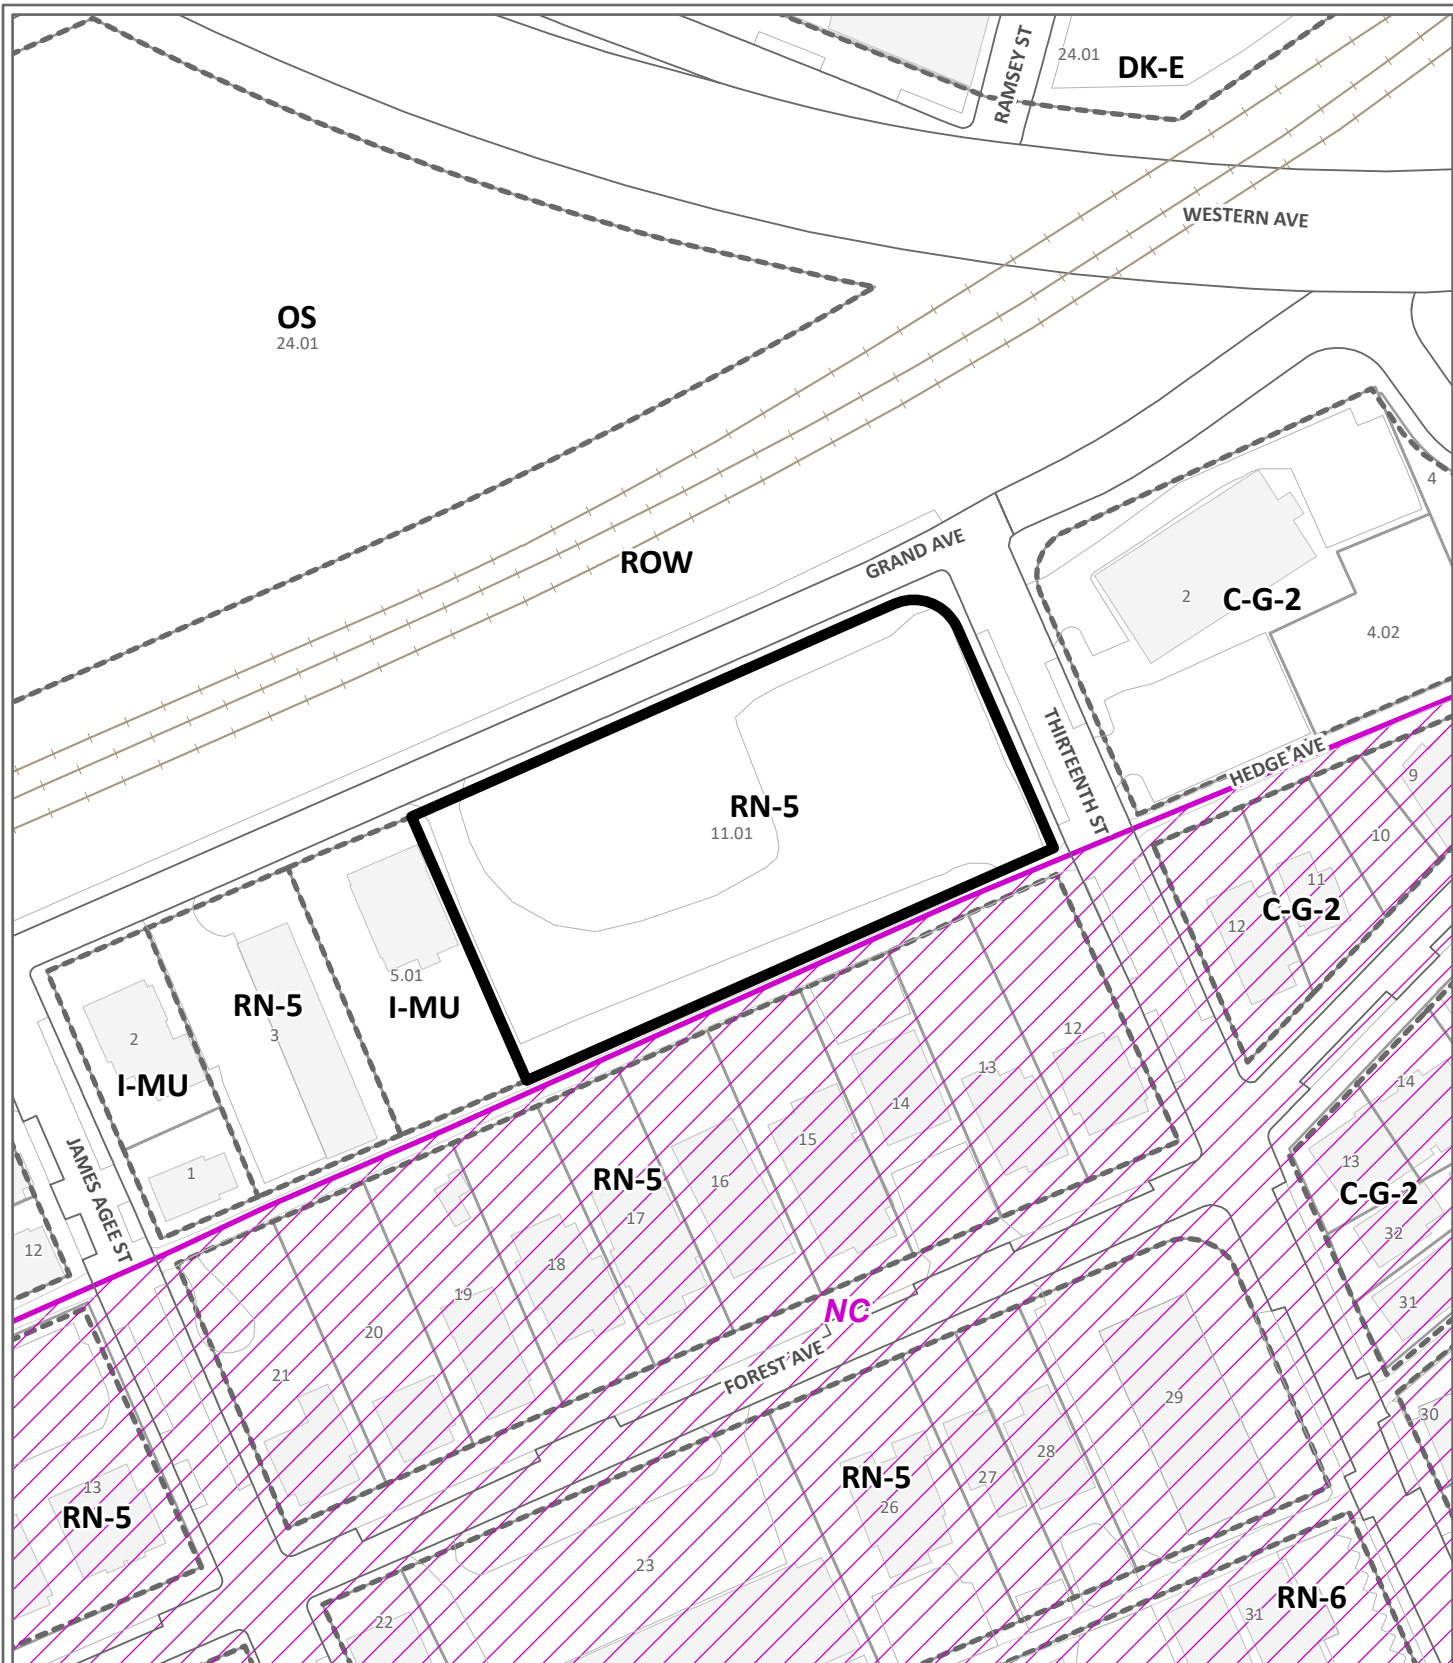 RAMSEY ST
24.01
DK-E
WESTERN AVE
OS
24.01
4
GRAND AVE
ROW
2
C-G-2
4.02
THIRTEENTH ST
HEDGE AVE
9
RN-5
11.01
10
11
C-G-2
12
5.01
I-MU
RN-5
3
2
I-MU
12
13
14
14
15
13
C-G-2
1
JAMES AGEE ST
RN-5
16
17
32
12
18
19
NC
31
20
21
FOREST AVE
29
30
28
27
RN-5
26
13
RN-5
23
22
31
RN-6